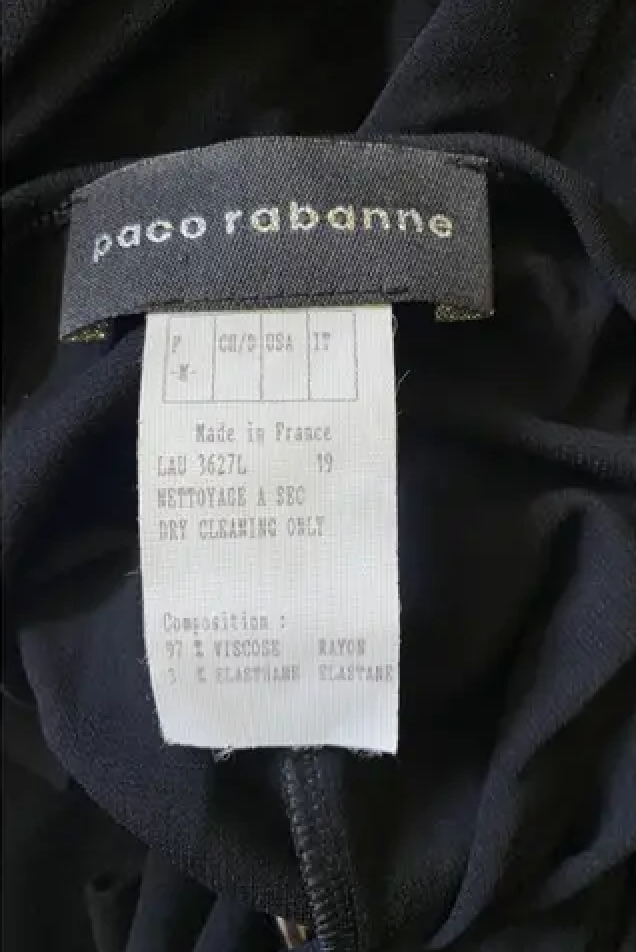 paco rabanne
F CH/D USA IT
-M-
Made in France
LAU 3627L 19
NETTOYAGE A SEC
DRY CLEANING ONLY
Composition :
97 % VISCOSE RAYON
3 % ELASTHANE ELASTANE